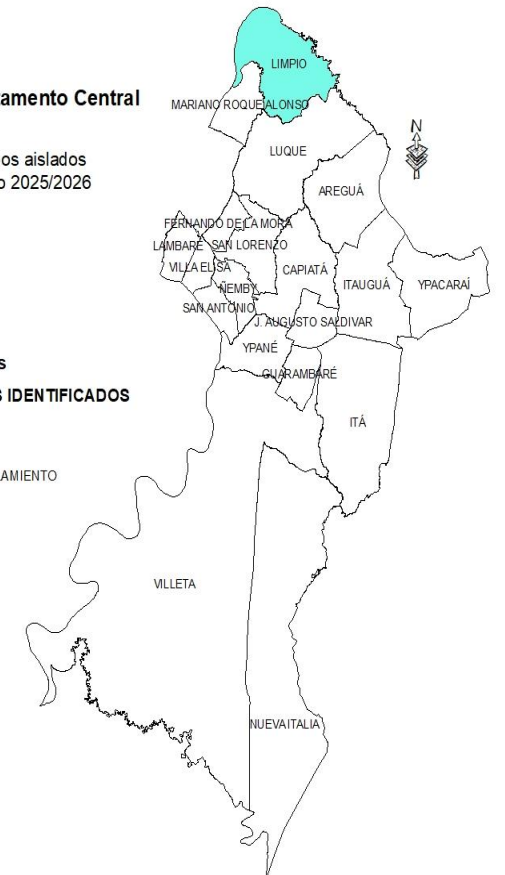 tamento Central
os aislados
o 2025/2026
s
S IDENTIFICADOS
AMIENTO
LIMPIO
MARIANO ROQUE ALONSO
N
LUQUE
AREGUÁ
FERNANDO DE LA MORA
LAMBARÉ
SAN LORENZO
VILLA ELISA
CAPIATÁ
ITAUGUÁ
YPACARAÍ
ÑEMBY
SAN ANTONIO
J. AUGUSTO SALDIVAR
YPANÉ
GUARAMBARÉ
ITÁ
VILLETA
NUEVA ITALIA